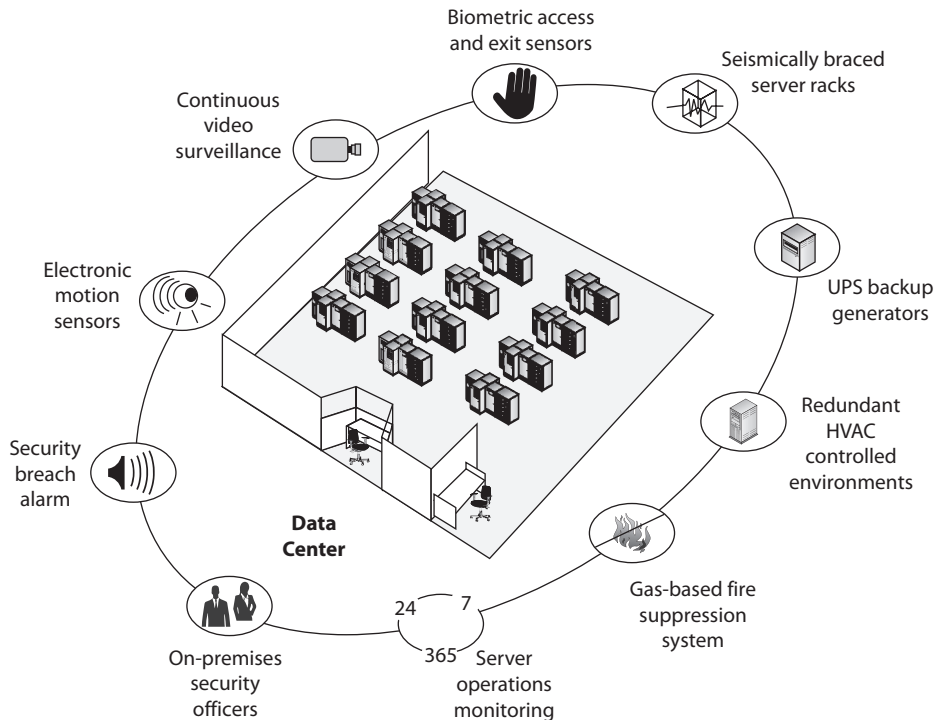 Biometric access
and exit sensors
Seismically braced
server racks
Continuous
video
surveillance
UPS backup
generators
Electronic
motion
sensors
Redundant
HVAC
controlled
environments
Security
breach
alarm
Data
Center
Gas-based fire
suppression
system
24 7
365
Server
operations
monitoring
On-premises
security
officers